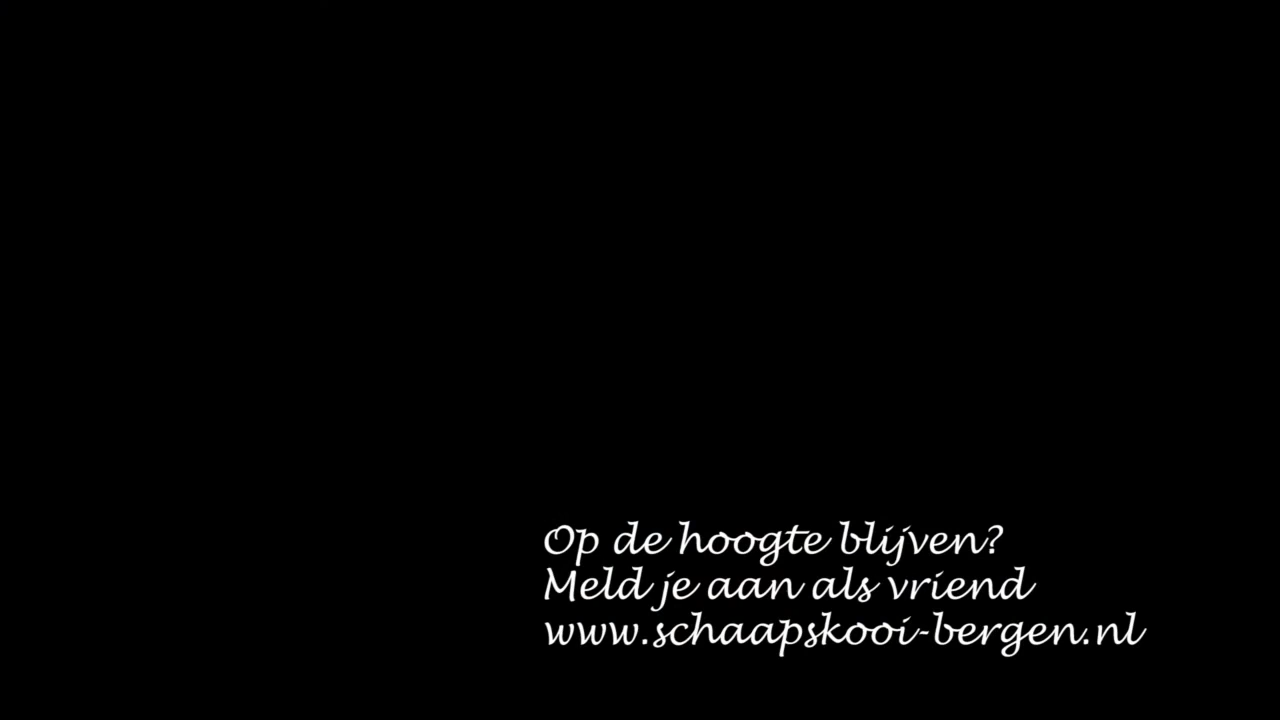 Op de hoogte blijven?
Meld je aan als vriend
www.schaapskooi-bergen.nl